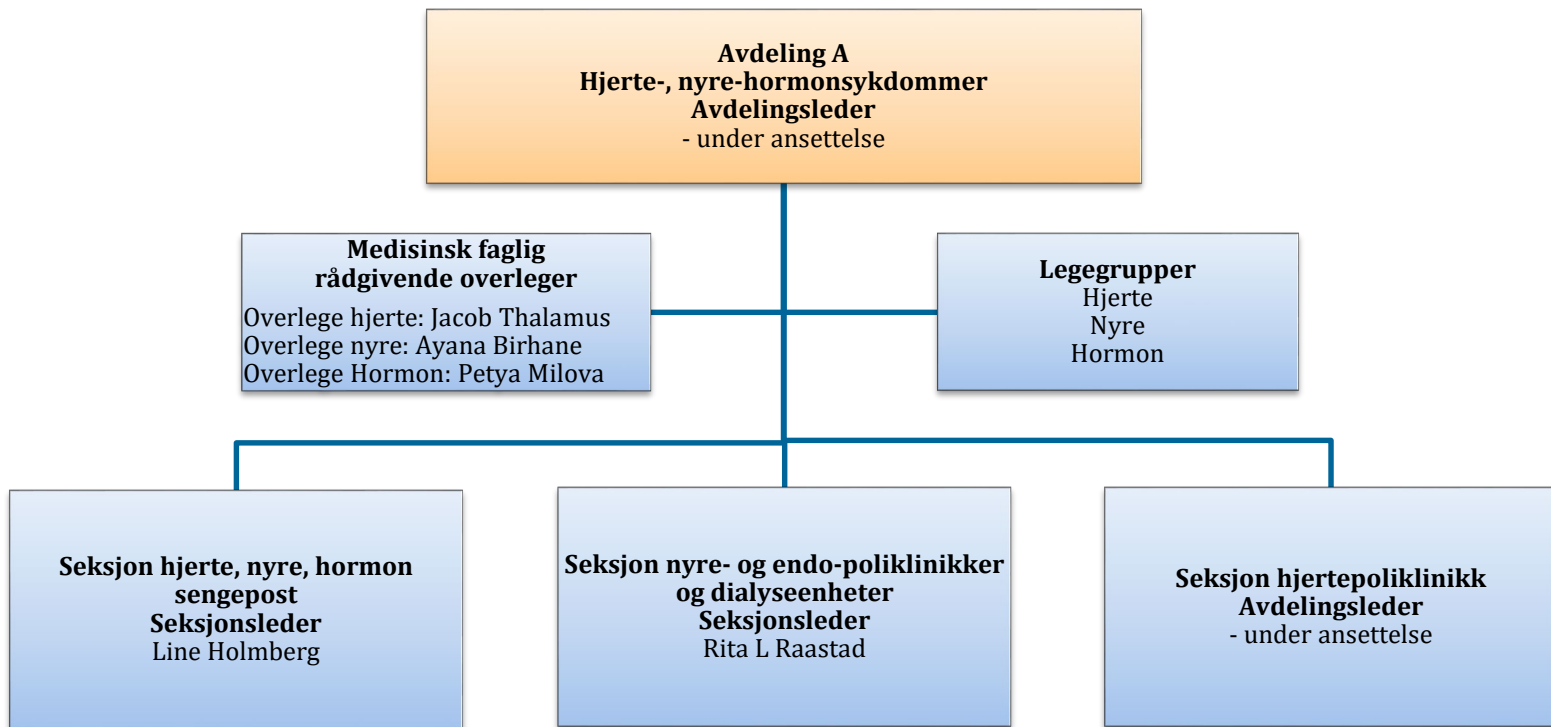 Avdeling A
Hjerte-, nyre-hormonsykdommer
Avdelingsleder
- under ansettelse
Medisinsk faglig
rådgivende overleger
Overlege hjerte: Jacob Thalamus
Overlege nyre: Ayana Birhane
Overlege Hormon: Petya Milova
Legegrupper
Hjerte
Nyre
Hormon
Seksjon hjerte, nyre, hormon
sengepost
Seksjonsleder
Line Holmberg
Seksjon nyre- og endo-poliklinikker
og dialyseenheter
Seksjonsleder
Rita L Raastad
Seksjon hjertepoliklinikk
Avdelingsleder
- under ansettelse